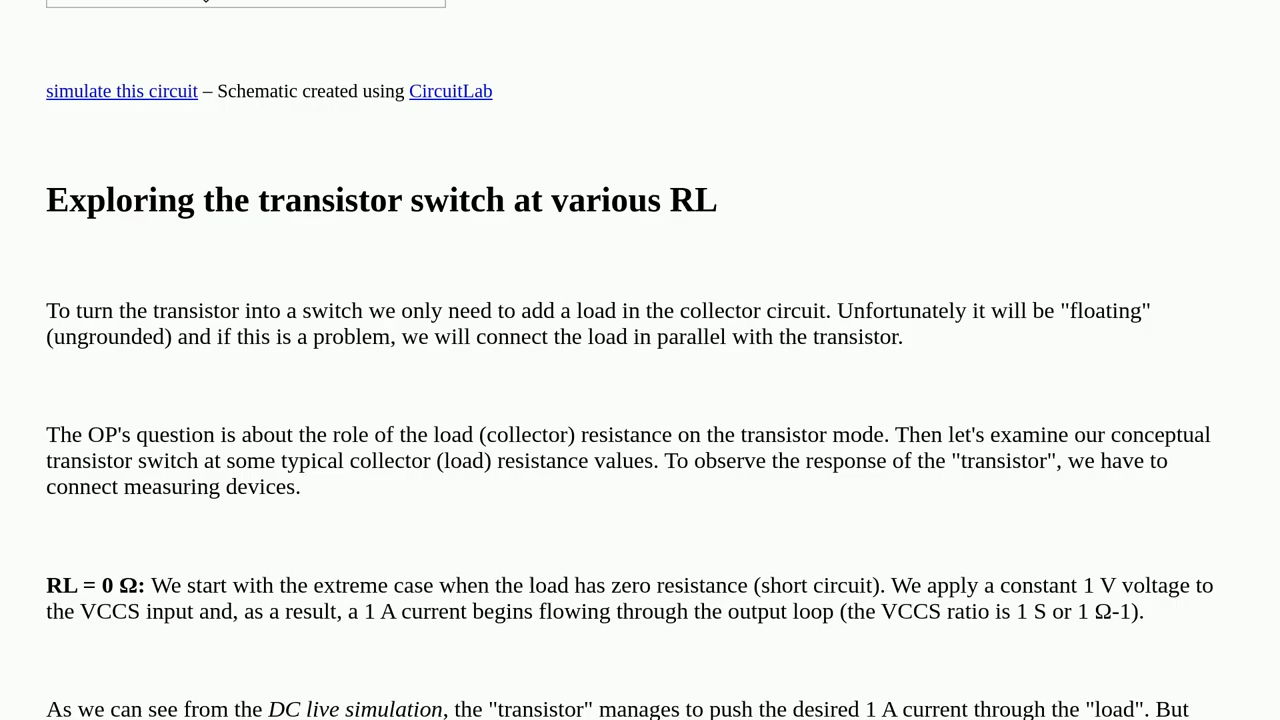 simulate this circuit – Schematic created using CircuitLab
Exploring the transistor switch at various RL
To turn the transistor into a switch we only need to add a load in the collector circuit. Unfortunately it will be "floating"
(ungrounded) and if this is a problem, we will connect the load in parallel with the transistor.
The OP's question is about the role of the load (collector) resistance on the transistor mode. Then let's examine our conceptual
transistor switch at some typical collector (load) resistance values. To observe the response of the "transistor", we have to
connect measuring devices.
RL = 0 Ω: We start with the extreme case when the load has zero resistance (short circuit). We apply a constant 1 V voltage to
the VCCS input and, as a result, a 1 A current begins flowing through the output loop (the VCCS ratio is 1 S or 1 Ω-1).
As we can see from the DC live simulation, the "transistor" manages to push the desired 1 A current through the "load". But